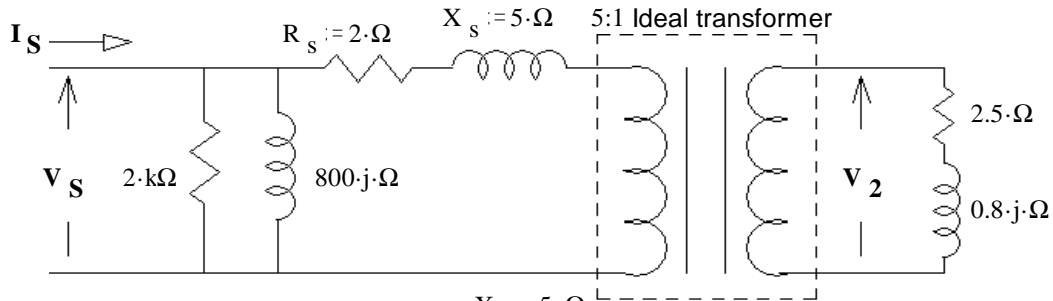 X s := 5·Ω 5:1 Ideal transformer
I S R s := 2·Ω
2.5·Ω
V S 2·kΩ 800·j·Ω V 2
0.8·j·Ω